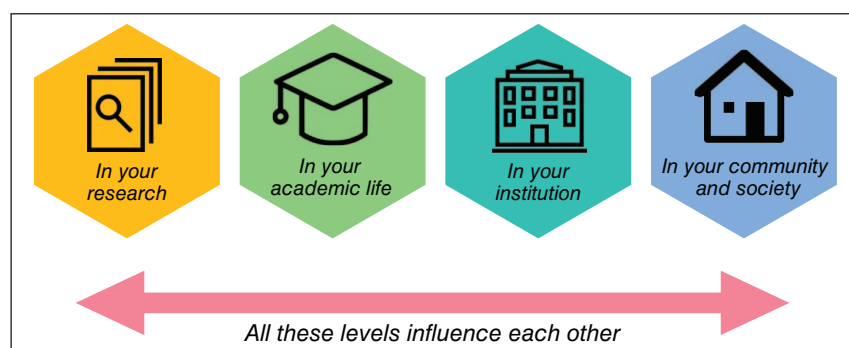 In your
research
In your
academic life
In your
institution
In your community
and society
All these levels influence each other